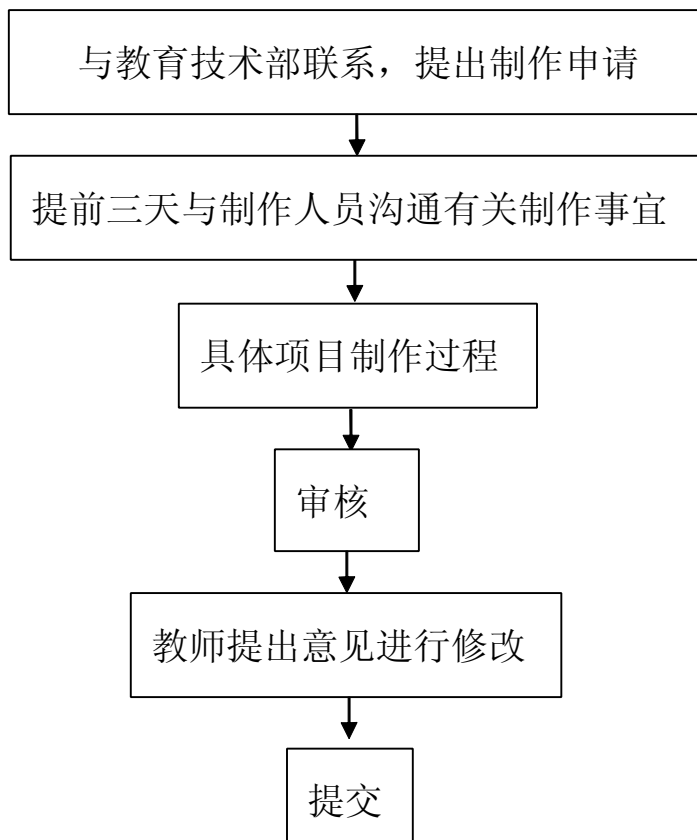 与教育技术部联系，提出制作申请
提前三天与制作人员沟通有关制作事宜
具体项目制作过程
审核
教师提出意见进行修改
提交